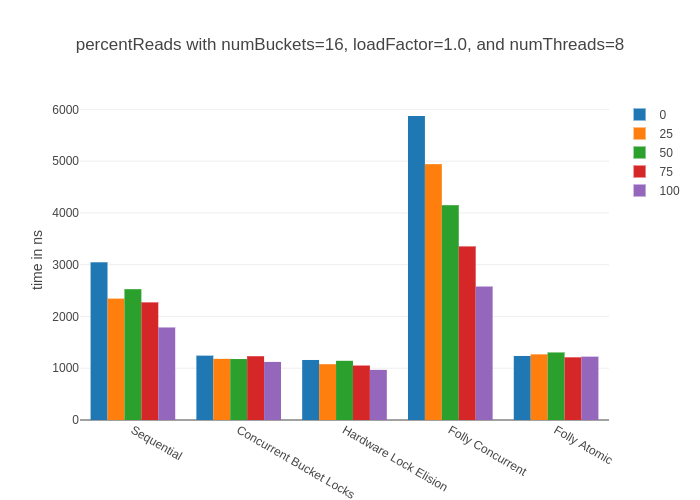 percentReads with numBuckets=16, loadFactor=1.0, and numThreads=8
0
25
50
75
100
6000
5000
4000
3000
2000
1000
0
time in ns
Sequential
Concurrent Bucket Locks
Hardware Lock Elision
Folly Concurrent
Folly Atomic